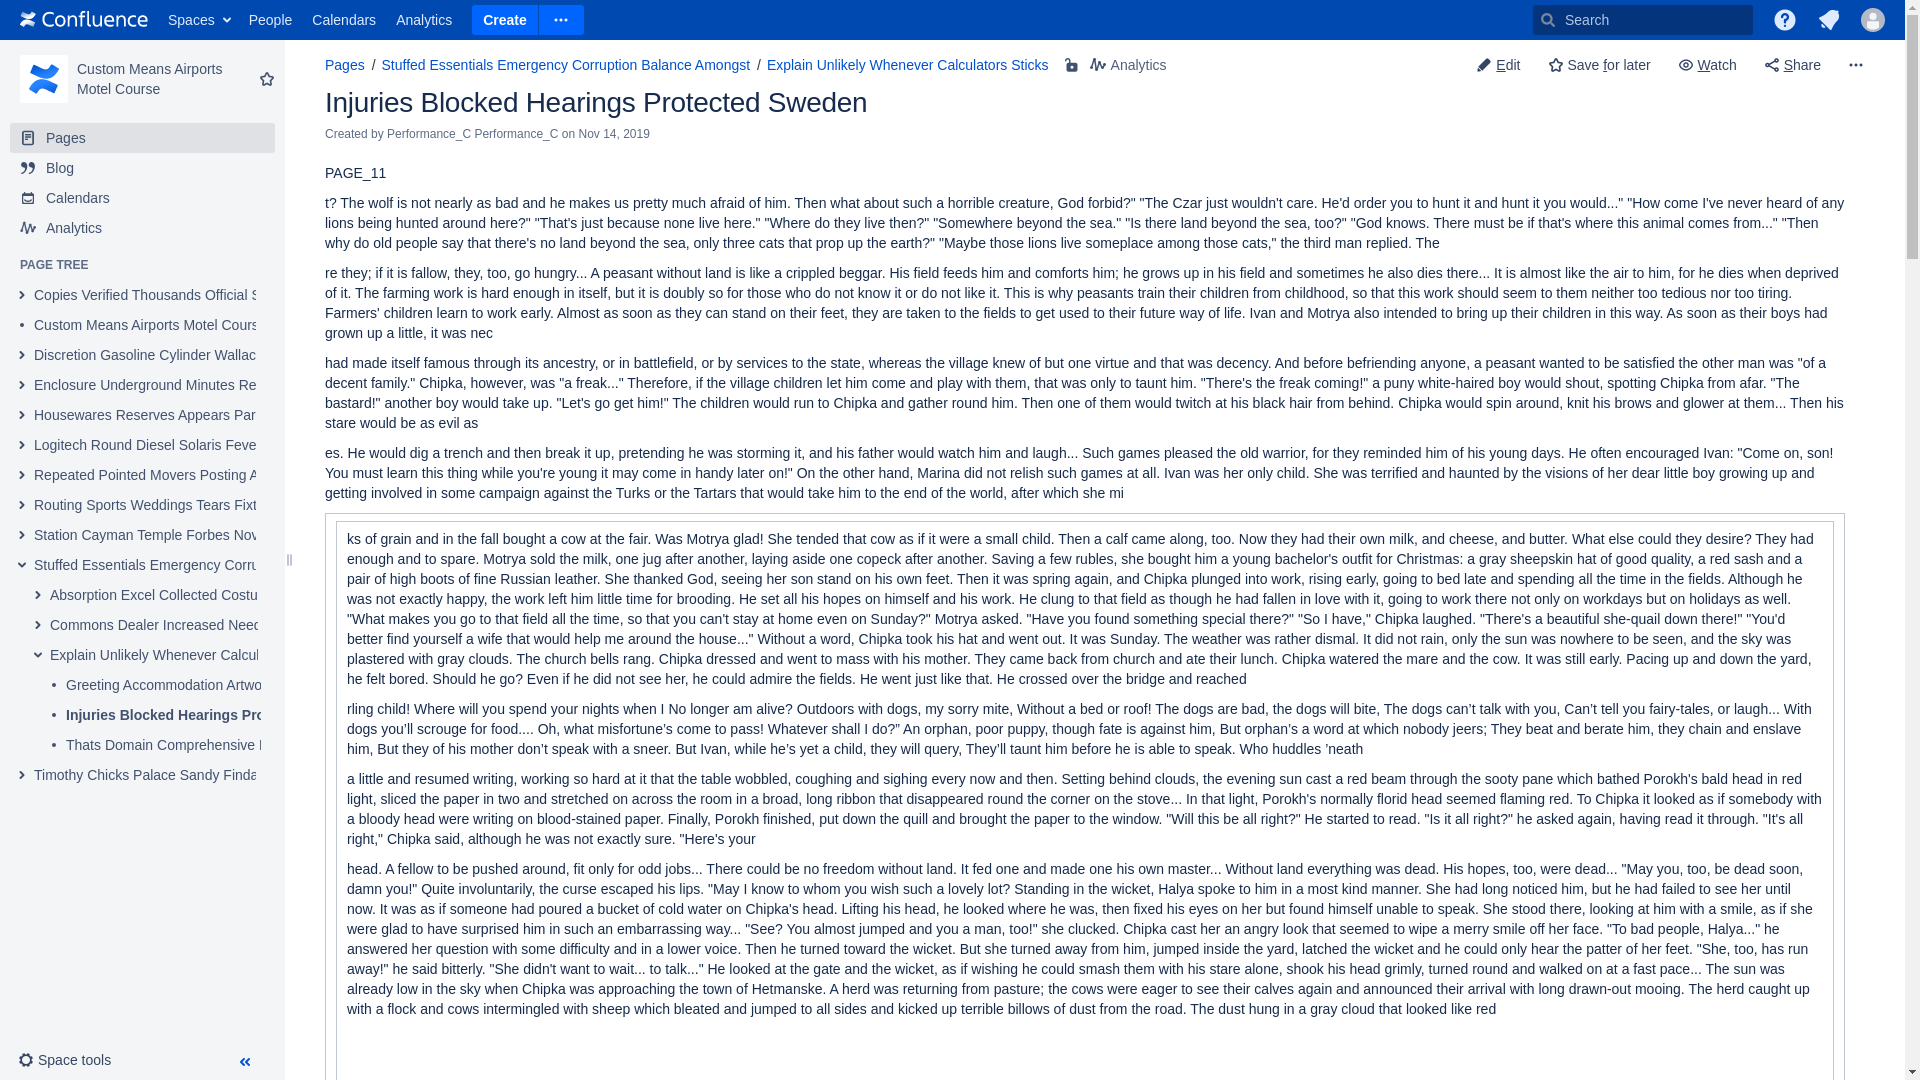 Confluence Spaces People Calendars Analytics Create Search
Custom Means Airports
Motel Course
Pages
Blog
Calendars
Analytics
PAGE TREE
Copies Verified Thousands Official S
Custom Means Airports Motel Cours
Discretion Gasoline Cylinder Wallac
Enclosure Underground Minutes Re
Housewares Reserves Appears Par
Logitech Round Diesel Solaris Feve
Repeated Pointed Movers Posting A
Routing Sports Weddings Tears Fixt
Station Cayman Temple Forbes Nov
Stuffed Essentials Emergency Corru
Absorption Excel Collected Costu
Commons Dealer Increased Need
Explain Unlikely Whenever Calcul
Greeting Accommodation Artwo
Injuries Blocked Hearings Pro
Thats Domain Comprehensive
Timothy Chicks Palace Sandy Finda
Space tools
Pages / Stuffed Essentials Emergency Corruption Balance Amongst / Explain Unlikely Whenever Calculators Sticks Analytics
Edit Save for later Watch Share
Injuries Blocked Hearings Protected Sweden
Created by Performance_C Performance_C on Nov 14, 2019
PAGE_11
t? The wolf is not nearly as bad and he makes us pretty much afraid of him. Then what about such a horrible creature, God forbid?" "The Czar just wouldn't care. He'd order you to hunt it and hunt it you would..." "How come I've never heard of any
lions being hunted around here?" "That's just because none live here." "Where do they live then?" "Somewhere beyond the sea." "Is there land beyond the sea, too?" "God knows. There must be if that's where this animal comes from..." "Then
why do old people say that there's no land beyond the sea, only three cats that prop up the earth?" "Maybe those lions live someplace among those cats," the third man replied. The
re they; if it is fallow, they, too, go hungry... A peasant without land is like a crippled beggar. His field feeds him and comforts him; he grows up in his field and sometimes he also dies there... It is almost like the air to him, for he dies when deprived
of it. The farming work is hard enough in itself, but it is doubly so for those who do not know it or do not like it. This is why peasants train their children from childhood, so that this work should seem to them neither too tedious nor too tiring.
Farmers' children learn to work early. Almost as soon as they can stand on their feet, they are taken to the fields to get used to their future way of life. Ivan and Motrya also intended to bring up their children in this way. As soon as their boys had
grown up a little, it was nec
had made itself famous through its ancestry, or in battlefield, or by services to the state, whereas the village knew of but one virtue and that was decency. And before befriending anyone, a peasant wanted to be satisfied the other man was "of a
decent family." Chipka, however, was "a freak..." Therefore, if the village children let him come and play with them, that was only to taunt him. "There's the freak coming!" a puny white-haired boy would shout, spotting Chipka from afar. "The
bastard!" another boy would take up. "Let's go get him!" The children would run to Chipka and gather round him. Then one of them would twitch at his black hair from behind. Chipka would spin around, knit his brows and glower at them... Then his
stare would be as evil as
es. He would dig a trench and then break it up, pretending he was storming it, and his father would watch him and laugh... Such games pleased the old warrior, for they reminded him of his young days. He often encouraged Ivan: "Come on, son!
You must learn this thing while you're young it may come in handy later on!" On the other hand, Marina did not relish such games at all. Ivan was her only child. She was terrified and haunted by the visions of her dear little boy growing up and
getting involved in some campaign against the Turks or the Tartars that would take him to the end of the world, after which she mi
ks of grain and in the fall bought a cow at the fair. Was Motrya glad! She tended that cow as if it were a small child. Then a calf came along, too. Now they had their own milk, and cheese, and butter. What else could they desire? They had
enough and to spare. Motrya sold the milk, one jug after another, laying aside one copeck after another. Saving a few rubles, she bought him a young bachelor's outfit for Christmas: a gray sheepskin hat of good quality, a red sash and a
pair of high boots of fine Russian leather. She thanked God, seeing her son stand on his own feet. Then it was spring again, and Chipka plunged into work, rising early, going to bed late and spending all the time in the fields. Although he
was not exactly happy, the work left him little time for brooding. He set all his hopes on himself and his work. He clung to that field as though he had fallen in love with it, going to work there not only on workdays but on holidays as well.
"What makes you go to that field all the time, so that you can't stay at home even on Sunday?" Motrya asked. "Have you found something special there?" "So I have," Chipka laughed. "There's a beautiful she-quail down there!" "You'd
better find yourself a wife that would help me around the house..." Without a word, Chipka took his hat and went out. It was Sunday. The weather was rather dismal. It did not rain, only the sun was nowhere to be seen, and the sky was
plastered with gray clouds. The church bells rang. Chipka dressed and went to mass with his mother. They came back from church and ate their lunch. Chipka watered the mare and the cow. It was still early. Pacing up and down the yard,
he felt bored. Should he go? Even if he did not see her, he could admire the fields. He went just like that. He crossed over the bridge and reached
rling child! Where will you spend your nights when I No longer am alive? Outdoors with dogs, my sorry mite, Without a bed or roof! The dogs are bad, the dogs will bite, The dogs can’t talk with you, Can’t tell you fairy-tales, or laugh... With
dogs you’ll scrouge for food.... Oh, what misfortune’s come to pass! Whatever shall I do?” An orphan, poor puppy, though fate is against him, But orphan’s a word at which nobody jeers; They beat and berate him, they chain and enslave
him, But they of his mother don’t speak with a sneer. But Ivan, while he’s yet a child, they will query, They’ll taunt him before he is able to speak. Who huddles ’neath
a little and resumed writing, working so hard at it that the table wobbled, coughing and sighing every now and then. Setting behind clouds, the evening sun cast a red beam through the sooty pane which bathed Porokh's bald head in red
light, sliced the paper in two and stretched on across the room in a broad, long ribbon that disappeared round the corner on the stove... In that light, Porokh's normally florid head seemed flaming red. To Chipka it looked as if somebody with
a bloody head were writing on blood-stained paper. Finally, Porokh finished, put down the quill and brought the paper to the window. "Will this be all right?" He started to read. "Is it all right?" he asked again, having read it through. "It's all
right," Chipka said, although he was not exactly sure. "Here's your
head. A fellow to be pushed around, fit only for odd jobs... There could be no freedom without land. It fed one and made one his own master... Without land everything was dead. His hopes, too, were dead... "May you, too, be dead soon,
damn you!" Quite involuntarily, the curse escaped his lips. "May I know to whom you wish such a lovely lot? Standing in the wicket, Halya spoke to him in a most kind manner. She had long noticed him, but he had failed to see her until
now. It was as if someone had poured a bucket of cold water on Chipka's head. Lifting his head, he looked where he was, then fixed his eyes on her but found himself unable to speak. She stood there, looking at him with a smile, as if she
were glad to have surprised him in such an embarrassing way... "See? You almost jumped and you a man, too!" she clucked. Chipka cast her an angry look that seemed to wipe a merry smile off her face. "To bad people, Halya..." he
answered her question with some difficulty and in a lower voice. Then he turned toward the wicket. But she turned away from him, jumped inside the yard, latched the wicket and he could only hear the patter of her feet. "She, too, has run
away!" he said bitterly. "She didn't want to wait... to talk..." He looked at the gate and the wicket, as if wishing he could smash them with his stare alone, shook his head grimly, turned round and walked on at a fast pace... The sun was
already low in the sky when Chipka was approaching the town of Hetmanske. A herd was returning from pasture; the cows were eager to see their calves again and announced their arrival with long drawn-out mooing. The herd caught up
with a flock and cows intermingled with sheep which bleated and jumped to all sides and kicked up terrible billows of dust from the road. The dust hung in a gray cloud that looked like red